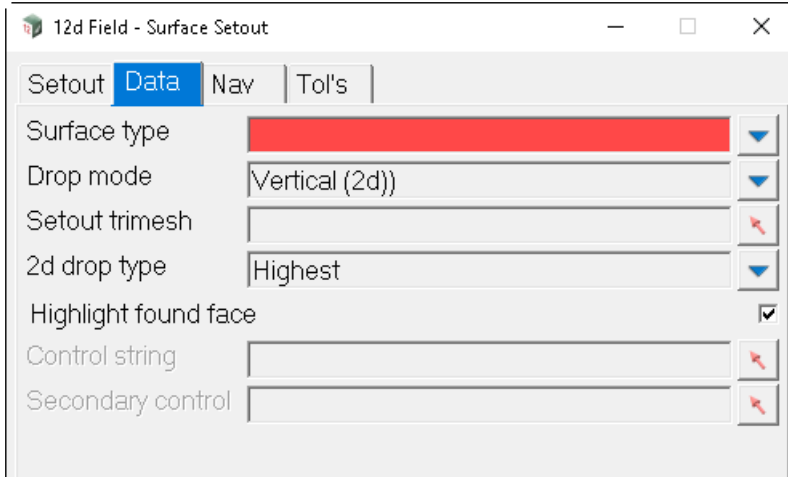 12d Field - Surface Setout
Setout Data Nav Tol's
Surface type
Drop mode Vertical (2d))
Setout trimesh
2d drop type Highest
Highlight found face
Control string
Secondary control